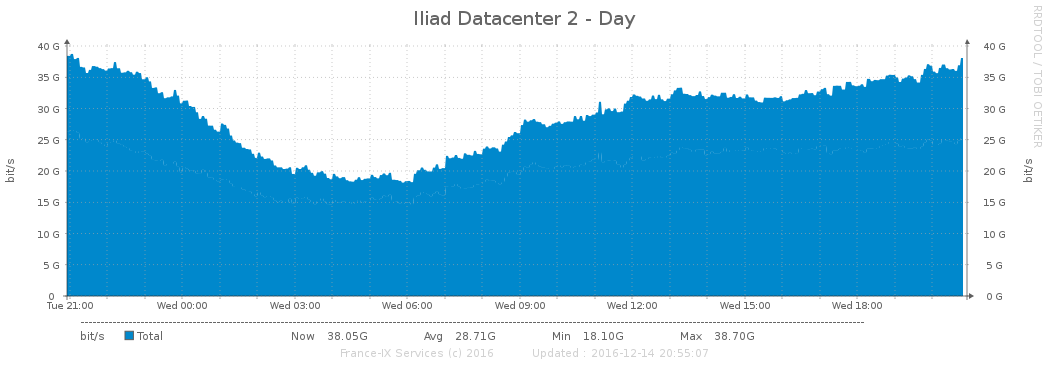 Iliad Datacenter 2 - Day
RRDTOOL / TOBI OETIKER
bit/s
40 G
35 G
30 G
25 G
20 G
15 G
10 G
5 G
0
40 G
35 G
30 G
25 G
20 G
15 G
10 G
5 G
0 G
bit/s
Tue 21:00 Wed 00:00 Wed 03:00 Wed 06:00 Wed 09:00 Wed 12:00 Wed 15:00 Wed 18:00
bit/s Total Now 38.05G Avg 28.71G Min 18.10G Max 38.70G
France-IX Services (c) 2016 Updated : 2016-12-14 20:55:07